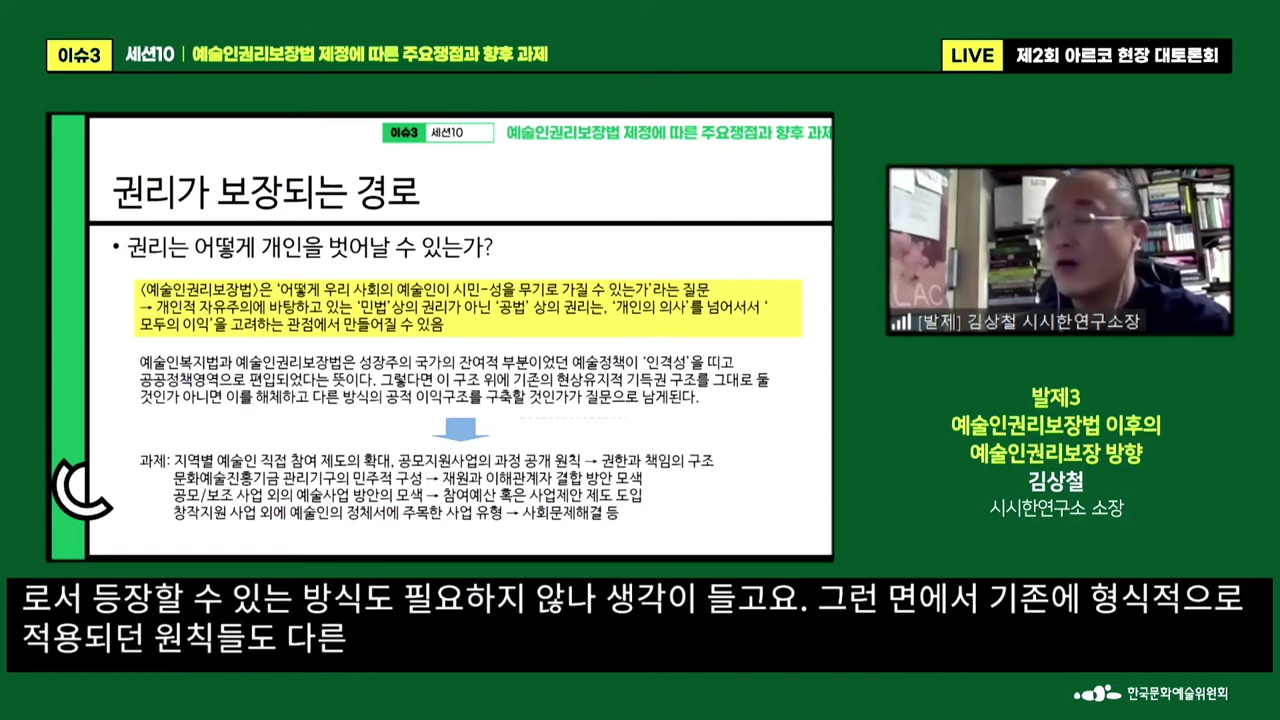 이슈3 세션10 | 예술인권리보장법 제정에 따른 주요쟁점과 향후 과제
LIVE 제2회 아르코 현장 대토론회
이슈3 세션10 예술인권리보장법 제정에 따른 주요쟁점과 향후 과제
권리가 보장되는 경로
• 권리는 어떻게 개인을 벗어날 수 있는가?
<예술인권리보장법>은 '어떻게 우리 사회의 예술인이 시민-성을 무기로 가질 수 있는가'라는 질문
→ 개인적 자유주의에 바탕하고 있는 '민법'상의 권리가 아닌 '공법' 상의 권리는, '개인의 의사'를 넘어서서 '
모두의 이익'을 고려하는 관점에서 만들어질 수 있음
예술인복지법과 예술인권리보장법은 성장주의 국가의 잔여적 부분이었던 예술정책이 '인격성'을 띠고
공공정책영역으로 편입되었다는 뜻이다. 그렇다면 이 구조 위에 기존의 현상유지적 기득권 구조를 그대로 둘
것인가 아니면 이를 해체하고 다른 방식의 공적 이익구조를 구축할 것인가가 질문으로 남게된다.
과제: 지역별 예술인 직접 참여 제도의 확대, 공모지원사업의 과정 공개 원칙 → 권한과 책임의 구조
문화예술진흥기금 관리기구의 민주적 구성 → 재원과 이해관계자 결합 방안 모색
공모/보조 사업 외의 예술사업 방안의 모색 → 참여예산 혹은 사업제안 제도 도입
창작지원 사업 외에 예술인의 정체서에 주목한 사업 유형 → 사회문제해결 등
LAC
[발제] 김상철 시시한연구소장
발제3
예술인권리보장법 이후의
예술인권리보장 방향
김상철
시시한연구소 소장
로서 등장할 수 있는 방식도 필요하지 않나 생각이 들고요. 그런 면에서 기존에 형식적으로
적용되던 원칙들도 다른
한국문화예술위원회